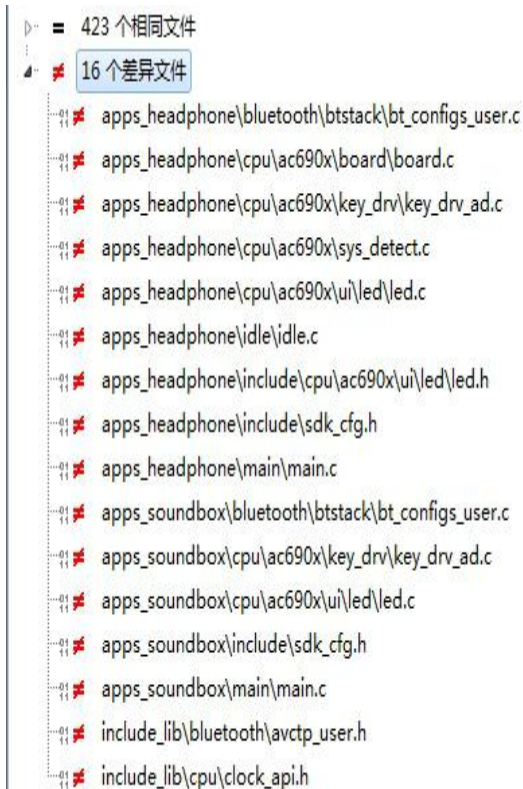 = 423 个相同文件
≠ 16 个差异文件
≠ apps_headphone\bluetooth\btstack\bt_configs_user.c
≠ apps_headphone\cpu\ac690x\board\board.c
≠ apps_headphone\cpu\ac690x\key_drv\key_drv_ad.c
≠ apps_headphone\cpu\ac690x\sys_detect.c
≠ apps_headphone\cpu\ac690x\ui\led\led.c
≠ apps_headphone\idle\idle.c
≠ apps_headphone\include\cpu\ac690x\ui\led\led.h
≠ apps_headphone\include\sdk_cfg.h
≠ apps_headphone\main\main.c
≠ apps_soundbox\bluetooth\btstack\bt_configs_user.c
≠ apps_soundbox\cpu\ac690x\key_drv\key_drv_ad.c
≠ apps_soundbox\cpu\ac690x\ui\led\led.c
≠ apps_soundbox\include\sdk_cfg.h
≠ apps_soundbox\main\main.c
≠ include_lib\bluetooth\avctp_user.h
≠ include_lib\cpu\clock_api.h